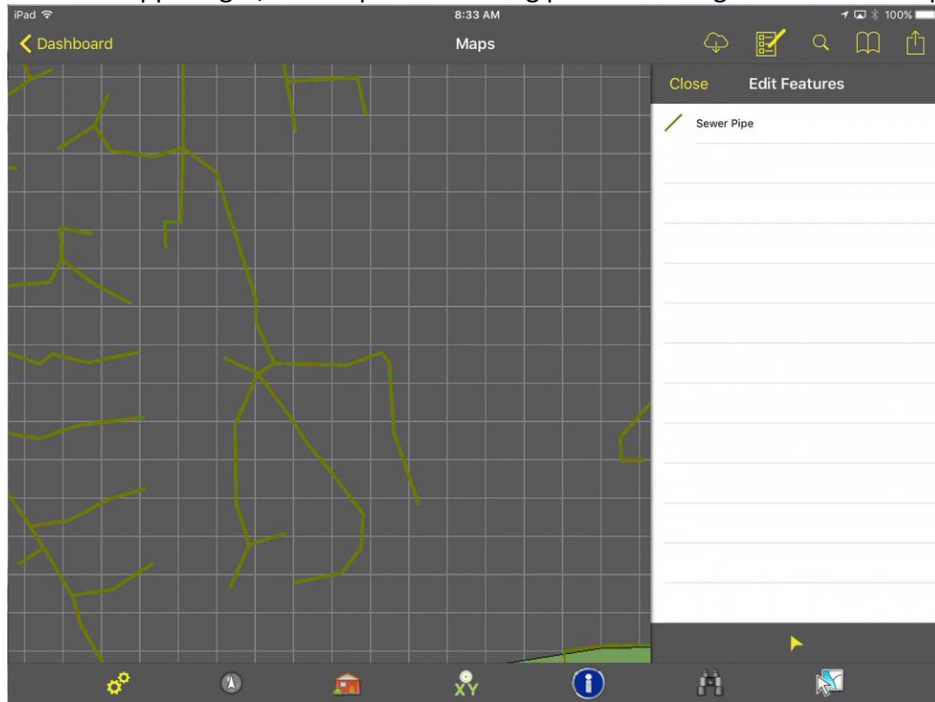 iPad 8:33 AM 100%
Dashboard Maps
Close Edit Features
Sewer Pipe
XY
i